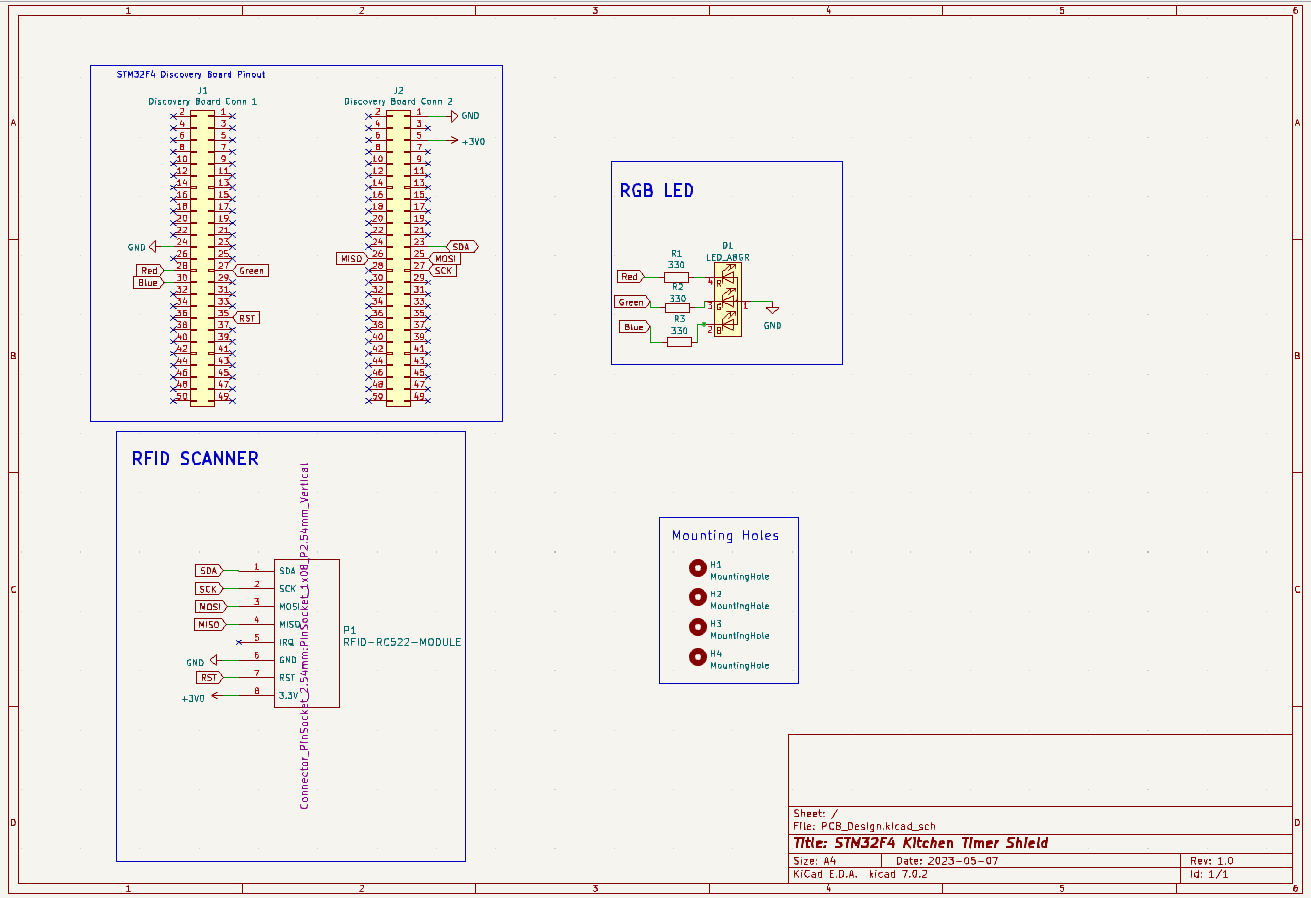 1 2 3 4 5 6
STM32F4 Discovery Board Pinout
J1
Discovery Board Conn 1
2 1
4 3
6 5
8 7
10 9
12 11
14 13
16 15
18 17
20 19
22 21
GND 24 23
26 25
Red 28 27 Green
Blue 30 29
32 31
34 33
36 35 RST
38 37
40 39
42 41
44 43
46 45
48 47
50 49
J2
Discovery Board Conn 2
2 1 GND
4 3
6 5 +3V0
8 7
10 9
12 11
14 13
16 15
18 17
20 19
22 21
24 23 SDA
MISO 26 25 MOSI
28 27 SCK
30 29
32 31
34 33
36 35
38 37
40 39
42 41
44 43
46 45
48 47
50 49
RGB LED
D1
LED_ABGR
R1
330
Red 4 R
R2
330
Green 3 G 1
R3
330
Blue 2 B
GND
RFID SCANNER
SDA 1 SDA
SCK 2 SCK
MOSI 3 MOSI
MISO 4 MISO
5 IRQ
GND 6 GND
RST 7 RST
+3V0 8 3.3V
P1
RFID-RC522-MODULE
Connector_PinSocket_2.54mm:PinSocket_1x08_P2.54mm_Vertical
Mounting Holes
H1
MountingHole
H2
MountingHole
H3
MountingHole
H4
MountingHole
A A
B B
C C
D D
Sheet: /
File: PCB_Design.kicad_sch
Title: STM32F4 Kitchen Timer Shield
Size: A4 Date: 2023-05-07 Rev: 1.0
KiCad E.D.A. kicad 7.0.2 Id: 1/1
1 2 3 4 5 6